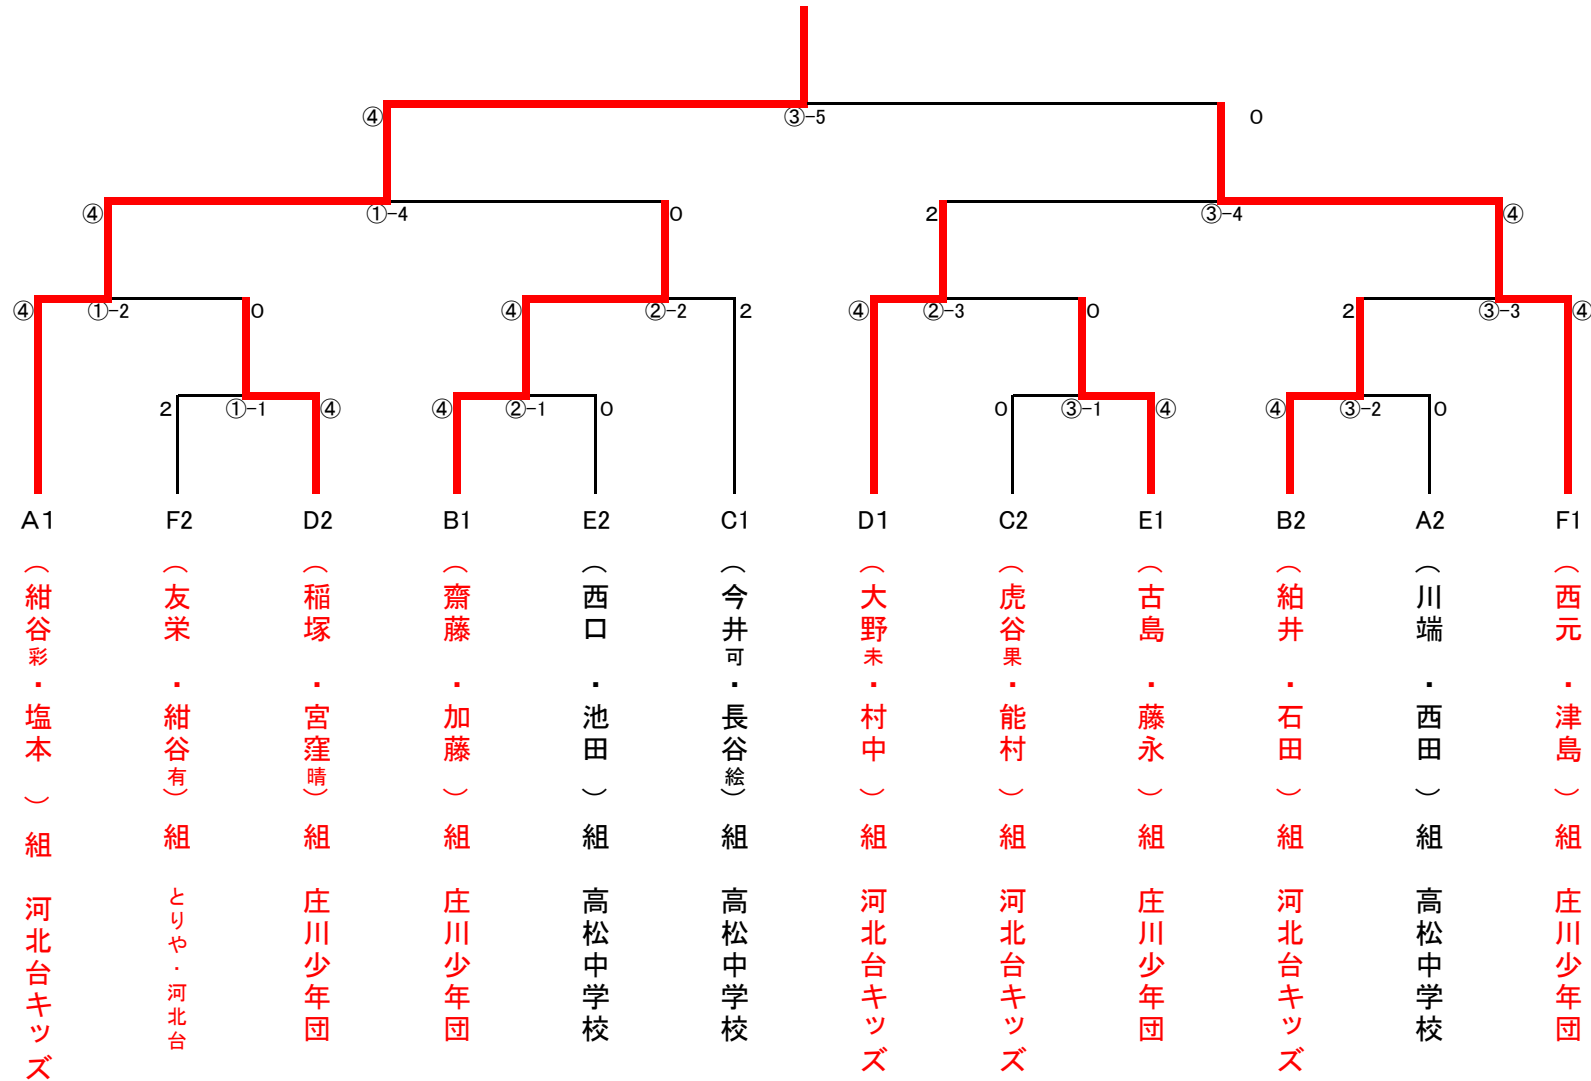 ④ ③-5 0
④ ①-4 0 2 ③-4 ④
④ ①-2 0 ④ ②-2 2 ④ ②-3 0 2 ③-3 ④
2 ①-1 ④ ④ ②-1 0 0 ③-1 ④ ④ ③-2 0
A1 F2 D2 B1 E2 C1 D1 C2 E1 B2 A2 F1
（紺谷彩・塩本）組 河北台キッズ
（友栄・紺谷有）組 とりや・河北台
（稲塚・宮窪晴）組 庄川少年団
（齋藤・加藤）組 庄川少年団
（西口・池田）組 高松中学校
（今井可・長谷絵）組 高松中学校
（大野未・村中）組 河北台キッズ
（虎谷果・能村）組 河北台キッズ
（古島・藤永）組 庄川少年団
（絈井・石田）組 河北台キッズ
（川端・西田）組 高松中学校
（西元・津島）組 庄川少年団